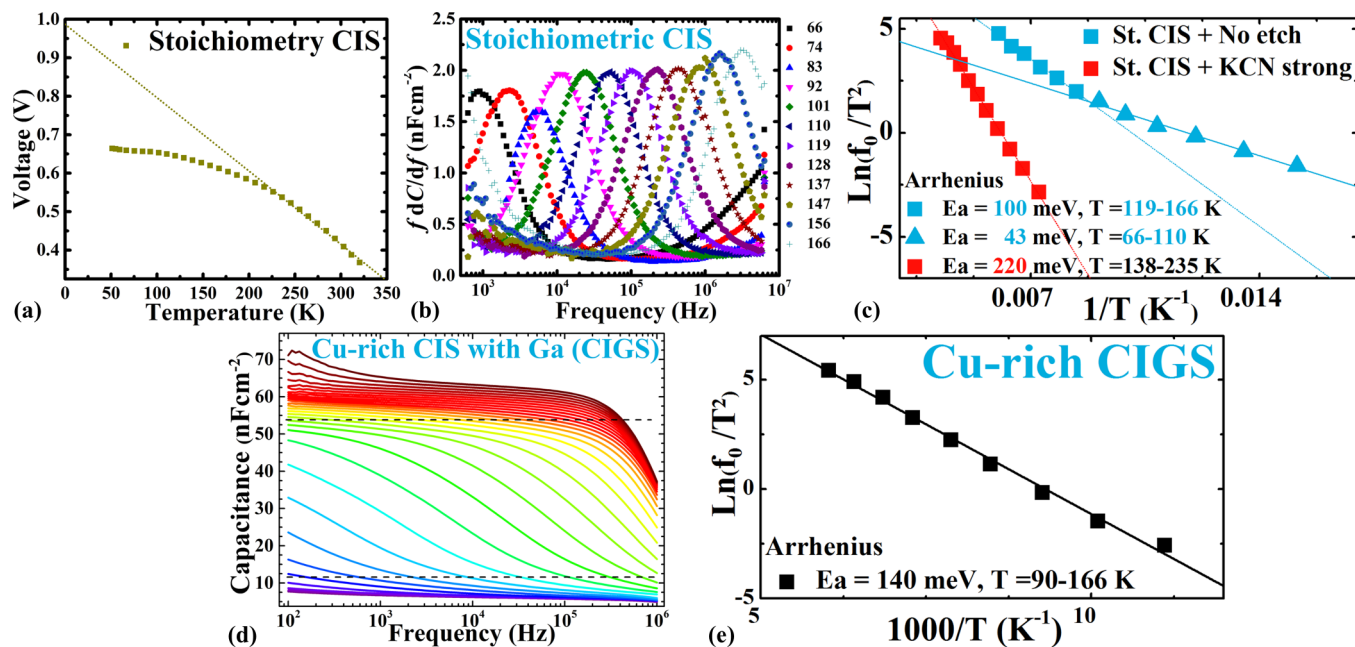 Stoichiometry CIS
Voltage (V)
1.0
0.9
0.8
0.7
0.6
0.5
0.4
0 50 100 150 200 250 300 350
Temperature (K)
(a)
Stoichiometric CIS
f dC/df (nFcm⁻²)
2.5
2.0
1.5
1.0
0.5
0.0
10³ 10⁴ 10⁵ 10⁶ 10⁷
Frequency (Hz)
66
74
83
92
101
110
119
128
137
147
156
166
(b)
St. CIS + No etch
St. CIS + KCN strong
Ln(f₀ /T²)
5
0
-5
Arrhenius
Ea = 100 meV, T =119-166 K
Ea = 43 meV, T =66-110 K
Ea = 220 meV, T =138-235 K
0.007 0.014
1/T (K⁻¹)
(c)
Cu-rich CIS with Ga (CIGS)
Capacitance (nFcm⁻²)
70
60
50
40
30
20
10
10² 10³ 10⁴ 10⁵ 10⁶
Frequency (Hz)
(d)
Cu-rich CIGS
Ln(f₀ /T²)
5
0
-5
Arrhenius
Ea = 140 meV, T =90-166 K
5 10
1000/T (K⁻¹)
(e)